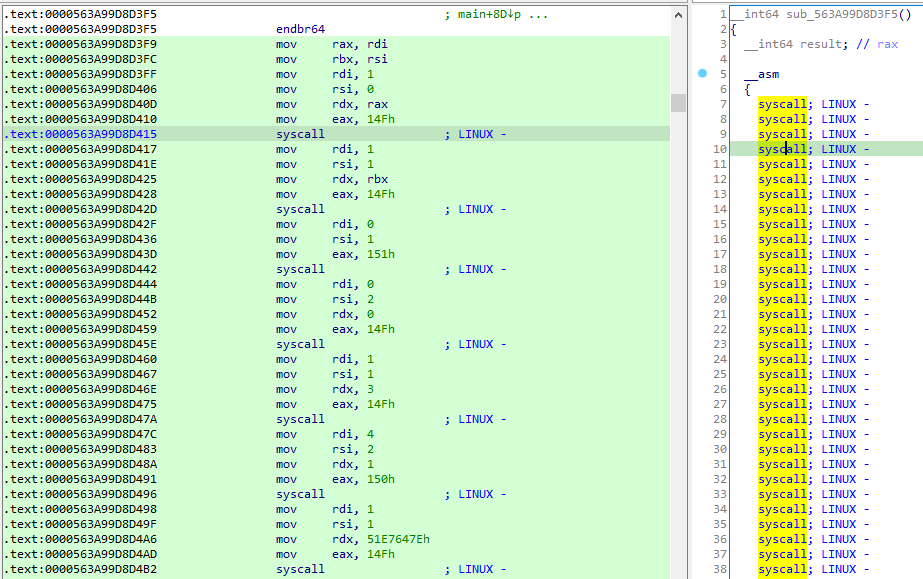 .text:0000563A99D8D3F5 ; main+8D↓p ...
.text:0000563A99D8D3F5 endbr64
.text:0000563A99D8D3F9 mov rax, rdi
.text:0000563A99D8D3FC mov rbx, rsi
.text:0000563A99D8D3FF mov rdi, 1
.text:0000563A99D8D406 mov rsi, 0
.text:0000563A99D8D40D mov rdx, rax
.text:0000563A99D8D410 mov eax, 14Fh
.text:0000563A99D8D415 syscall ; LINUX -
.text:0000563A99D8D417 mov rdi, 1
.text:0000563A99D8D41E mov rsi, 1
.text:0000563A99D8D425 mov rdx, rbx
.text:0000563A99D8D428 mov eax, 14Fh
.text:0000563A99D8D42D syscall ; LINUX -
.text:0000563A99D8D42F mov rdi, 0
.text:0000563A99D8D436 mov rsi, 1
.text:0000563A99D8D43D mov eax, 151h
.text:0000563A99D8D442 syscall ; LINUX -
.text:0000563A99D8D444 mov rdi, 0
.text:0000563A99D8D44B mov rsi, 2
.text:0000563A99D8D452 mov rdx, 0
.text:0000563A99D8D459 mov eax, 14Fh
.text:0000563A99D8D45E syscall ; LINUX -
.text:0000563A99D8D460 mov rdi, 1
.text:0000563A99D8D467 mov rsi, 1
.text:0000563A99D8D46E mov rdx, 3
.text:0000563A99D8D475 mov eax, 14Fh
.text:0000563A99D8D47A syscall ; LINUX -
.text:0000563A99D8D47C mov rdi, 4
.text:0000563A99D8D483 mov rsi, 2
.text:0000563A99D8D48A mov rdx, 1
.text:0000563A99D8D491 mov eax, 150h
.text:0000563A99D8D496 syscall ; LINUX -
.text:0000563A99D8D498 mov rdi, 1
.text:0000563A99D8D49F mov rsi, 1
.text:0000563A99D8D4A6 mov rdx, 51E7647Eh
.text:0000563A99D8D4AD mov eax, 14Fh
.text:0000563A99D8D4B2 syscall ; LINUX -
1 __int64 sub_563A99D8D3F5()
2 {
3 __int64 result; // rax
4
5 __asm
6 {
7 syscall; LINUX -
8 syscall; LINUX -
9 syscall; LINUX -
10 syscall; LINUX -
11 syscall; LINUX -
12 syscall; LINUX -
13 syscall; LINUX -
14 syscall; LINUX -
15 syscall; LINUX -
16 syscall; LINUX -
17 syscall; LINUX -
18 syscall; LINUX -
19 syscall; LINUX -
20 syscall; LINUX -
21 syscall; LINUX -
22 syscall; LINUX -
23 syscall; LINUX -
24 syscall; LINUX -
25 syscall; LINUX -
26 syscall; LINUX -
27 syscall; LINUX -
28 syscall; LINUX -
29 syscall; LINUX -
30 syscall; LINUX -
31 syscall; LINUX -
32 syscall; LINUX -
33 syscall; LINUX -
34 syscall; LINUX -
35 syscall; LINUX -
36 syscall; LINUX -
37 syscall; LINUX -
38 syscall; LINUX -